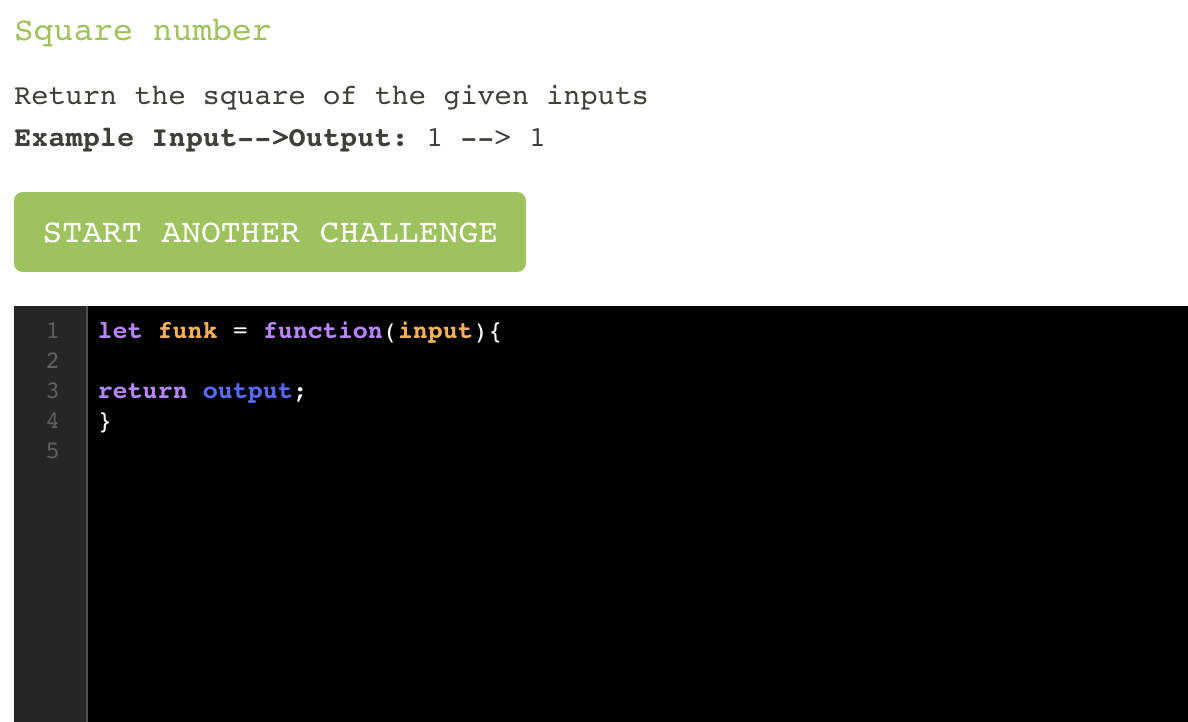 Square number
Return the square of the given inputs
Example Input-->Output: 1 --> 1
START ANOTHER CHALLENGE
1 let funk = function(input){
2
3 return output;
4 }
5